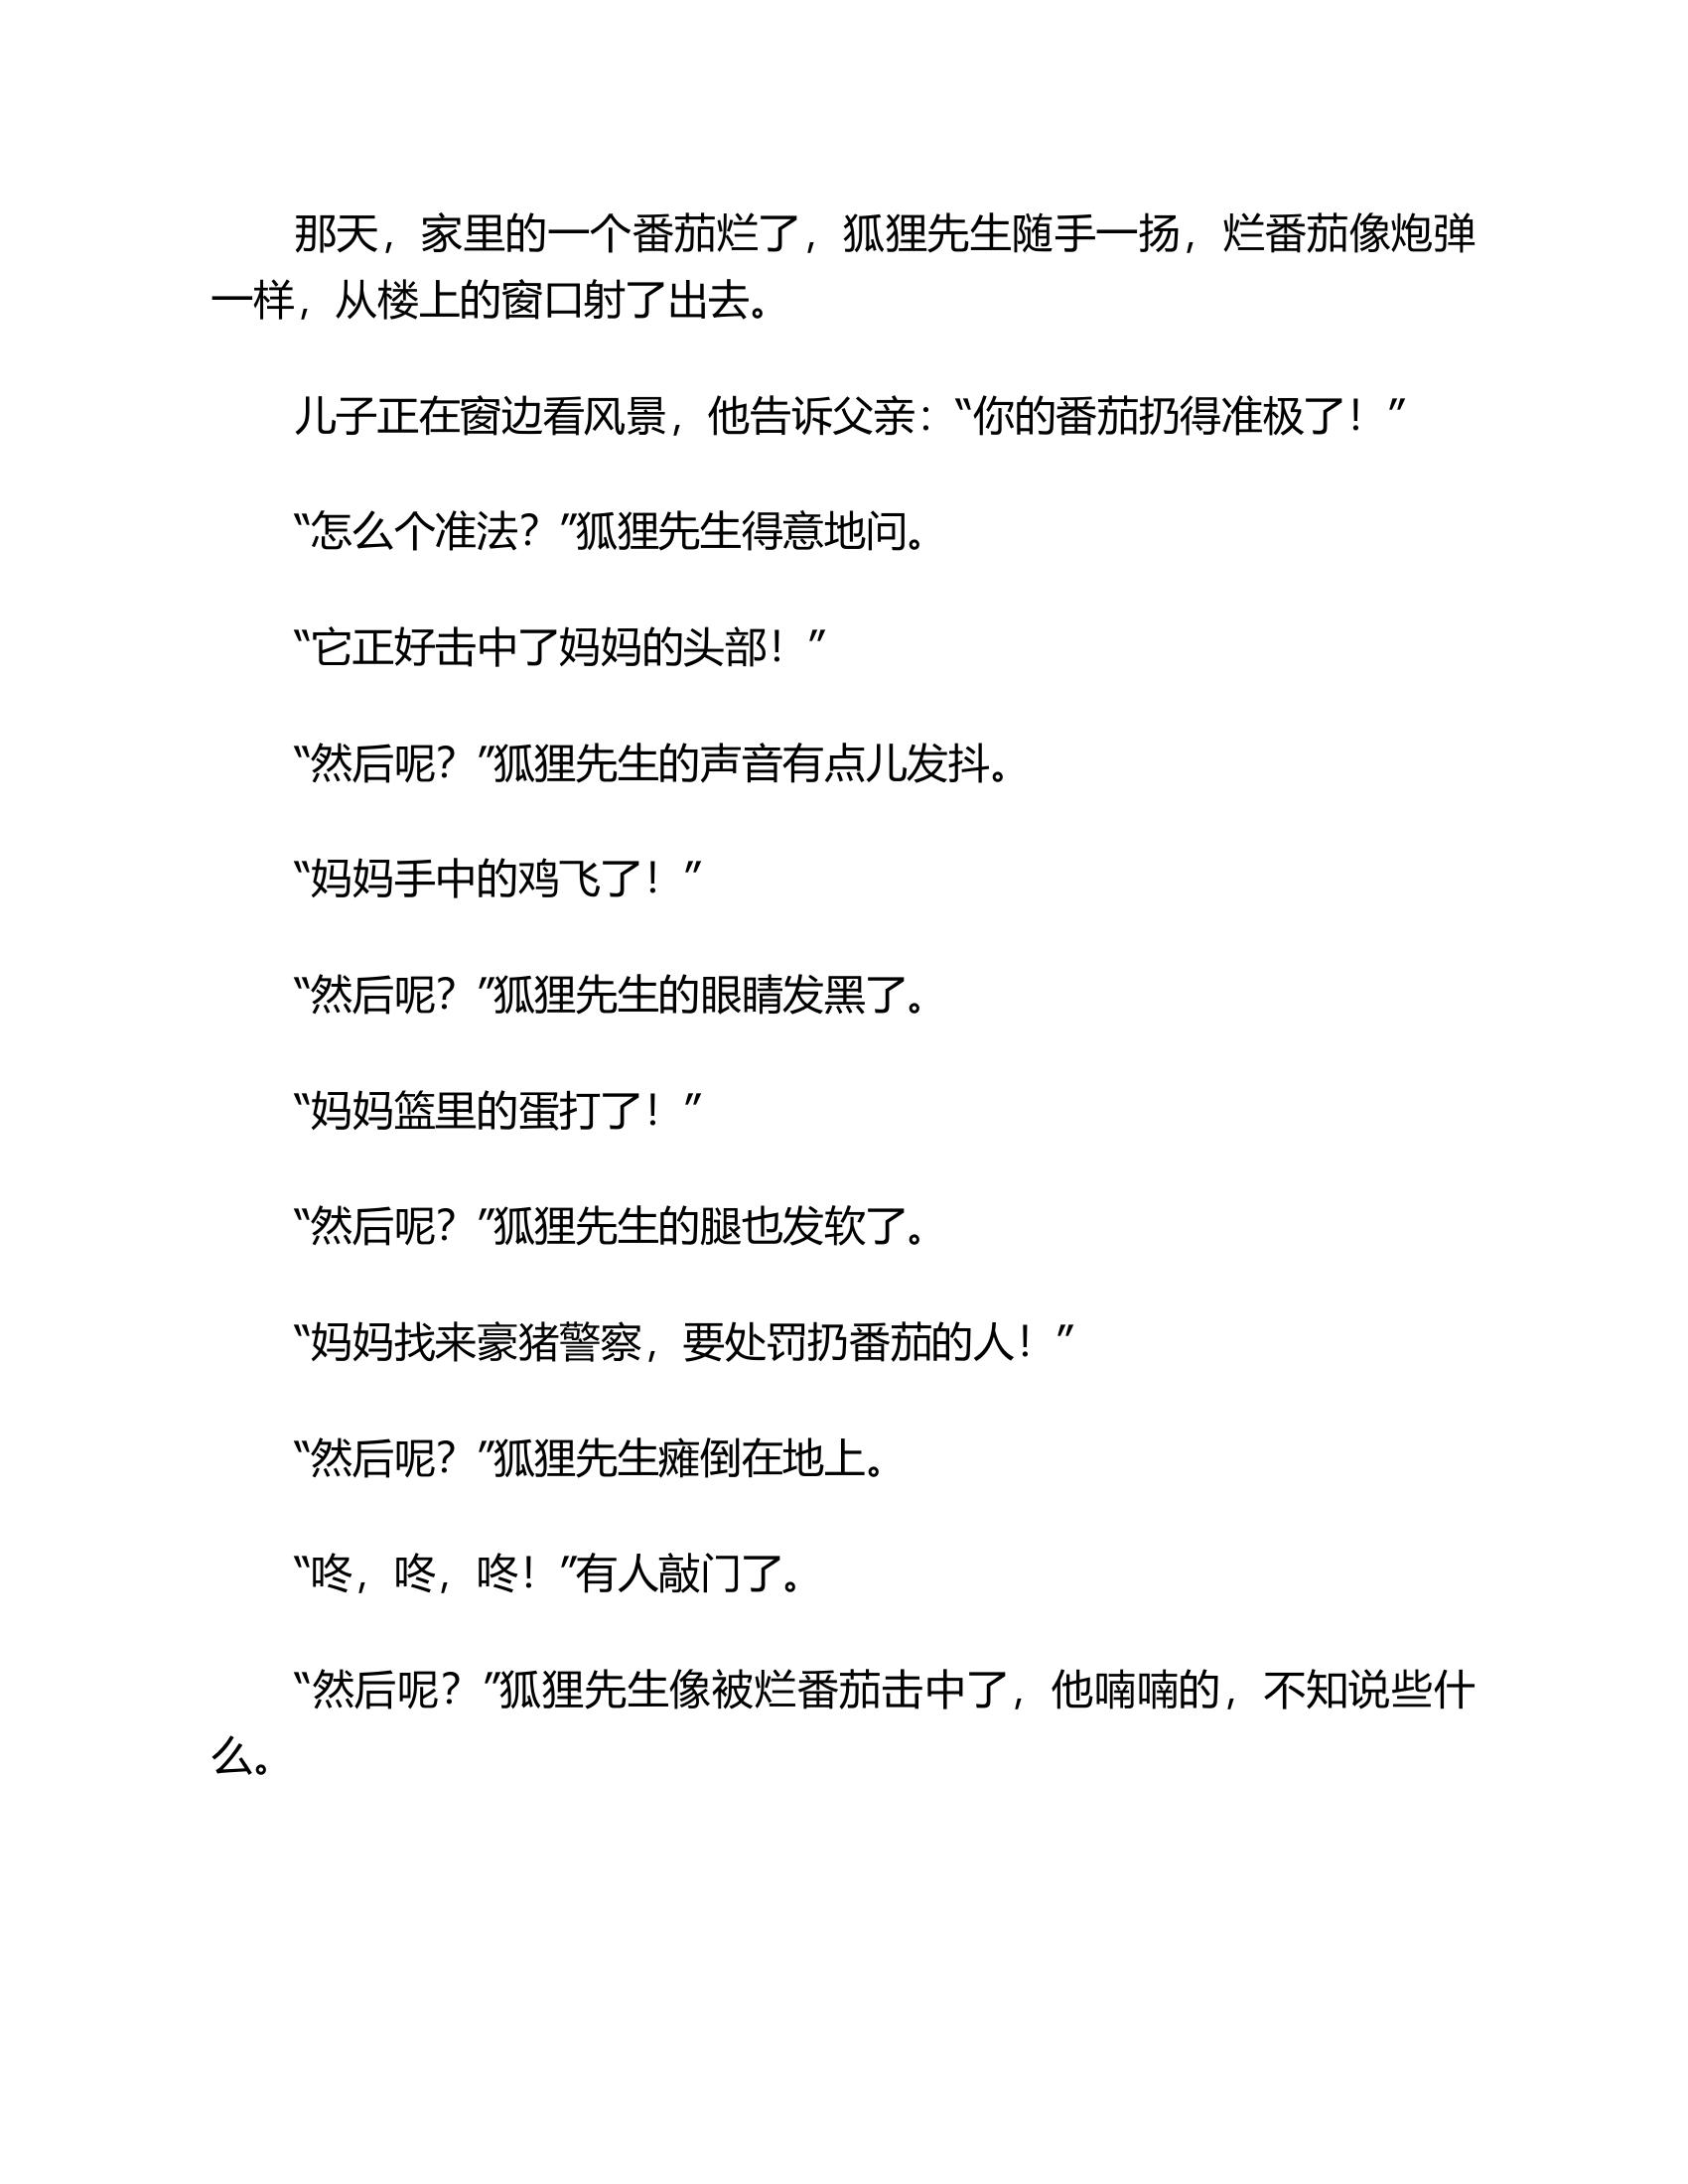 那天，家里的一个番茄烂了，狐狸先生随手一扬，烂番茄像炮弹
一样，从楼上的窗口射了出去。
儿子正在窗边看风景，他告诉父亲：“你的番茄扔得准极了！”
“怎么个准法？”狐狸先生得意地问。
“它正好击中了妈妈的头部！”
“然后呢？”狐狸先生的声音有点儿发抖。
“妈妈手中的鸡飞了！”
“然后呢？”狐狸先生的眼睛发黑了。
“妈妈篮里的蛋打了！”
“然后呢？”狐狸先生的腿也发软了。
“妈妈找来豪猪警察，要处罚扔番茄的人！”
“然后呢？”狐狸先生瘫倒在地上。
“咚，咚，咚！”有人敲门了。
“然后呢？”狐狸先生像被烂番茄击中了，他喃喃的，不知说些什
么。